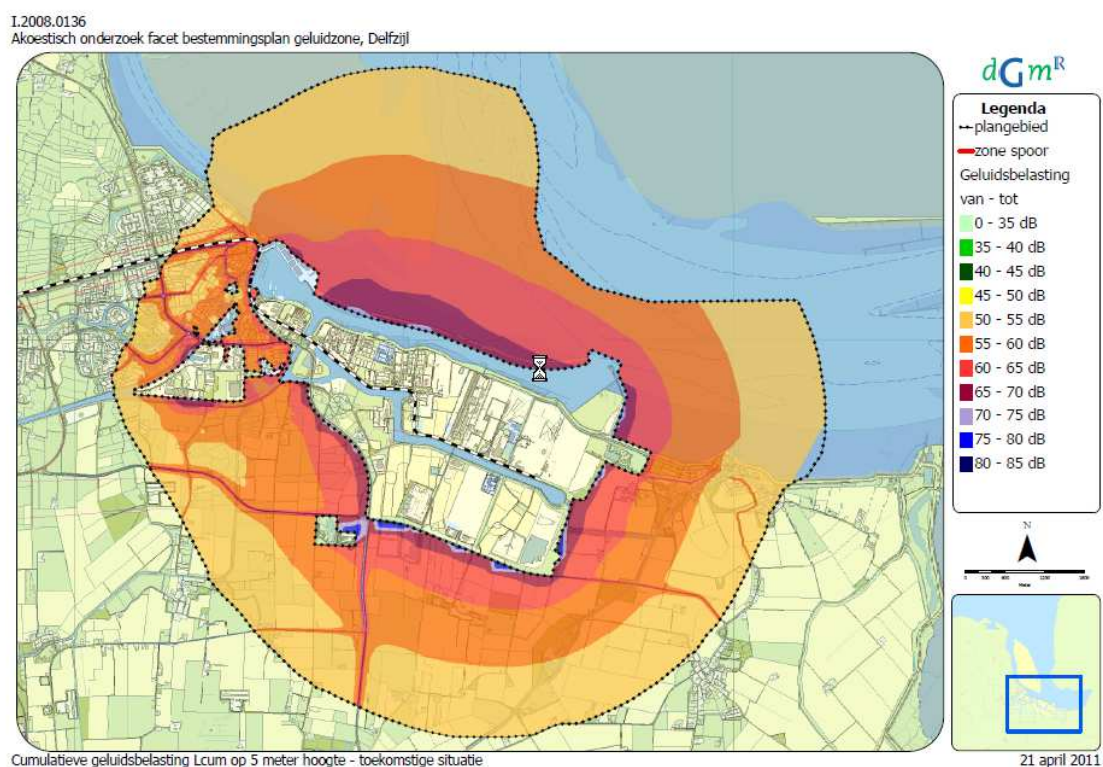 I.2008.0136
Akoestisch onderzoek facet bestemmingsplan geluidzone, Delfzijl
dGmR
Legenda
plangebied
zone spoor
Geluidsbelasting
van - tot
0 - 35 dB
35 - 40 dB
40 - 45 dB
45 - 50 dB
50 - 55 dB
55 - 60 dB
60 - 65 dB
65 - 70 dB
70 - 75 dB
75 - 80 dB
80 - 85 dB
N
Cumulatieve geluidsbelasting Lcum op 5 meter hoogte - toekomstige situatie
21 april 2011